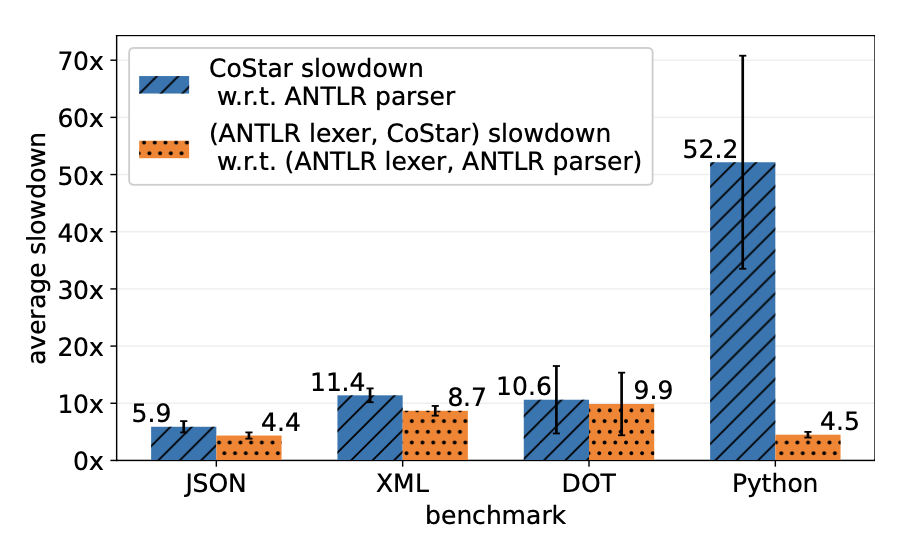 70x
60x
50x
40x
30x
20x
10x
0x
average slowdown
CoStar slowdown
w.r.t. ANTLR parser
(ANTLR lexer, CoStar) slowdown
w.r.t. (ANTLR lexer, ANTLR parser)
5.9
4.4
11.4
8.7
10.6
9.9
52.2
4.5
JSON
XML
DOT
Python
benchmark